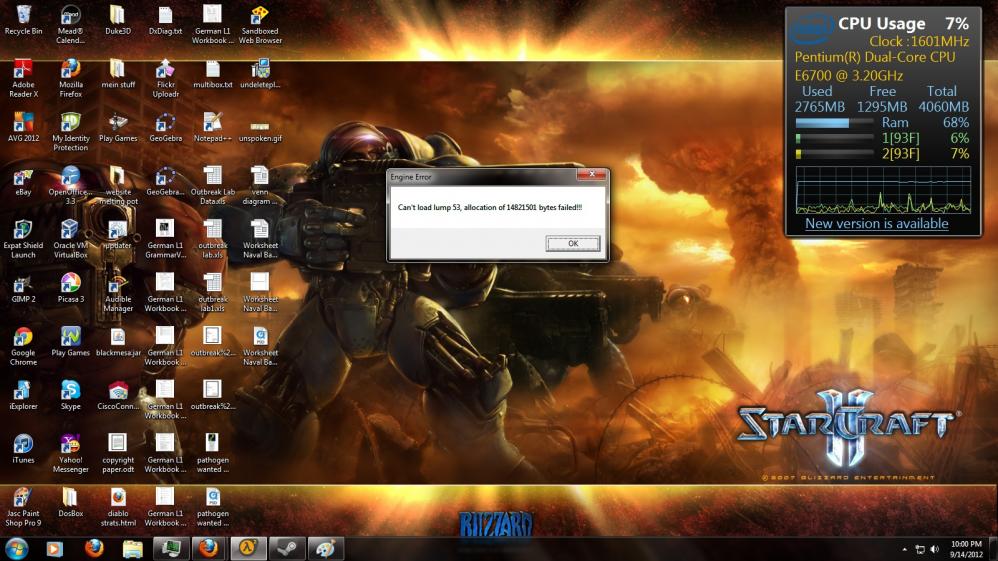 Recycle Bin
Mead®
Calend...
Duke3D
DxDiag.txt
German L1
Workbook ...
Sandboxed
Web Browser
Adobe
Reader X
Mozilla
Firefox
mein stuff
Flickr
Uploadr
multibox.txt
undeletepl...
AVG 2012
My Identity
Protection
Play Games
GeoGebra
Notepad++
unspoken.gif
eBay
OpenOffice...
3.3
website
melting pot
GeoGebra...
Outbreak Lab
Data.xls
venn
diagram ...
Expat Shield
Launch
Oracle VM
VirtualBox
updater
German L1
GrammarV...
outbreak
lab.xls
Worksheet
Naval Ba...
GIMP 2
Picasa 3
Audible
Manager
German L1
Workbook ...
outbreak
lab1.xls
Worksheet
Naval Ba...
Google
Chrome
Play Games
blackmesa.jar
German L1
Workbook ...
outbreak%2...
Worksheet
Naval Ba...
iExplorer
Skype
CiscoConn...
German L1
Workbook ...
outbreak%2...
iTunes
Yahoo!
Messenger
copyright
paper.odt
German L1
Workbook ...
pathogen
wanted ...
Jasc Paint
Shop Pro 9
DosBox
diablo
strats.html
German L1
Workbook ...
pathogen
wanted ...
Engine Error
Can't load lump 53, allocation of 14821501 bytes failed!!!
OK
intel
CPU Usage 7%
Clock :1601MHz
Pentium(R) Dual-Core CPU
E6700 @ 3.20GHz
Used Free Total
2765MB 1295MB 4060MB
Ram 68%
1[93F] 6%
2[93F] 7%
New version is available
STARCRAFT®
II
©2007 BLIZZARD ENTERTAINMENT
BLIZZARD
10:00 PM
9/14/2012